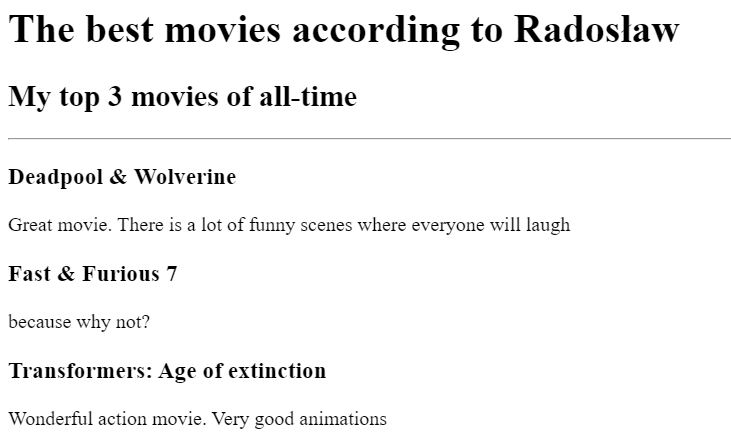 The best movies according to Radosław
My top 3 movies of all-time
Deadpool & Wolverine
Great movie. There is a lot of funny scenes where everyone will laugh
Fast & Furious 7
because why not?
Transformers: Age of extinction
Wonderful action movie. Very good animations